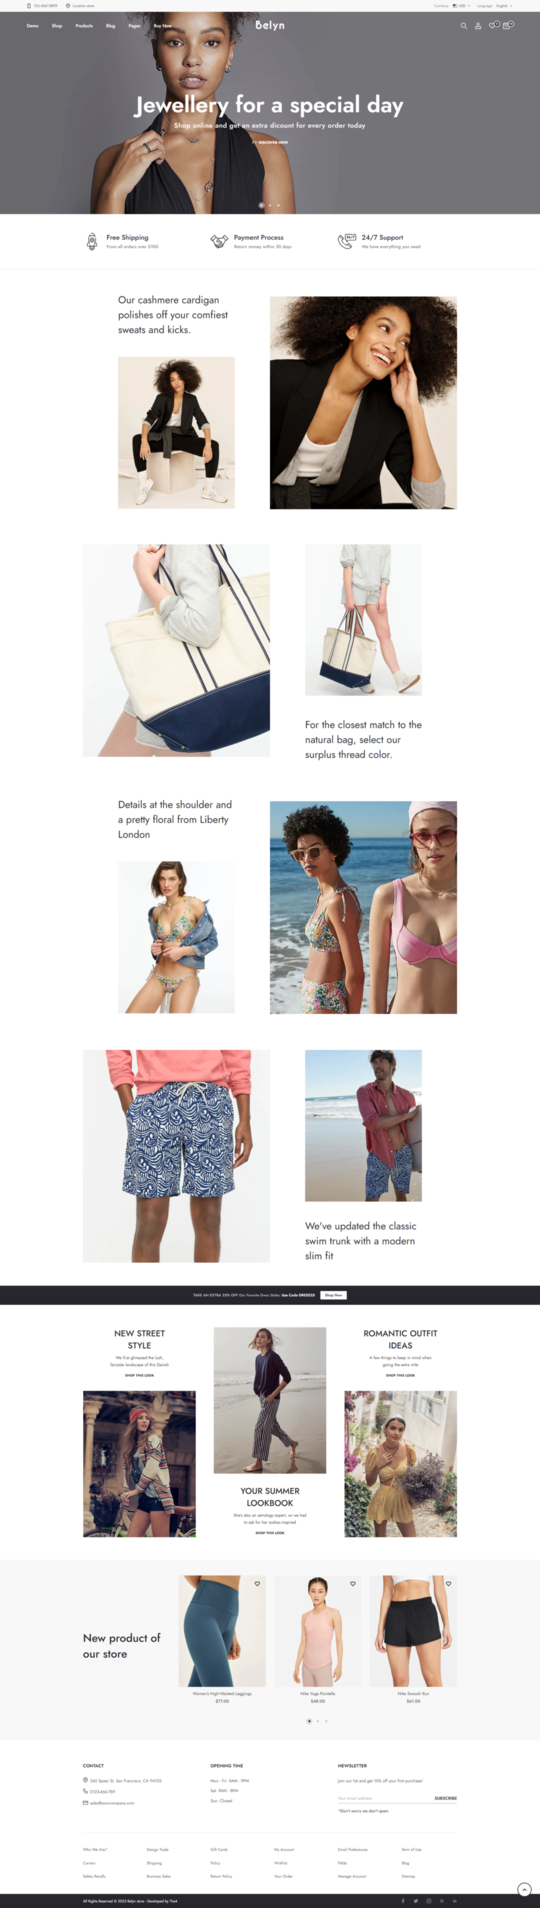 Location store
Currency
USD
Language
English
Demo
Shop
Products
Blog
Pages
Buy Now
Belyn
Jewellery for a special day
Shop online and get an extra dicount for every order today
DISCOVER NOW
Free Shipping
From all orders over $100
Payment Process
Return money within 30 days
24/7 Support
We have everything you need
Our cashmere cardigan
polishes off your comfiest
sweats and kicks.
For the closest match to the
natural bag, select our
surplus thread color.
Details at the shoulder and
a pretty floral from Liberty
London
We've updated the classic
swim trunk with a modern
slim fit
TAKE AN EXTRA 20% OFF Our Favorite Dress Styles: Use Code
Shop Now
NEW STREET
STYLE
We first glimpsed the lush,
fairytale landscape of this Danish
SHOP THIS LOOK
YOUR SUMMER
LOOKBOOK
She's also an astrology expert, so we had
to ask for her zodiac-inspired
SHOP THIS LOOK
ROMANTIC OUTFIT
IDEAS
A few things to keep in mind when
going the extra mile
SHOP THIS LOOK
New product of
our store
Women's High-Waisted Leggings
$77.00
Nike Yoga Pointelle
$48.00
Nike Swoosh Run
$61.00
CONTACT
340 Spear St, San Francisco, CA 94105
0123-456-789
sale@ourcompany.com
OPENING TIME
Mon - Fri: 8AM - 9PM
Sat: 9AM - 8PM
Sun: Closed
NEWSLETTER
Join our list and get 15% off your first purchase!
Your email address
SUBSCRIBE
*Don't worry we don't spam
Who We Are?
Design Trade
Gift Cards
My Account
Email Preferences
Term of Use
Careers
Shipping
Policy
Wishlist
FAQs
Blog
Safety Recalls
Business Sales
Return Policy
Your Order
Manage Account
Sitemap
All Rights Reserved © 2023 Belyn store - Developed by